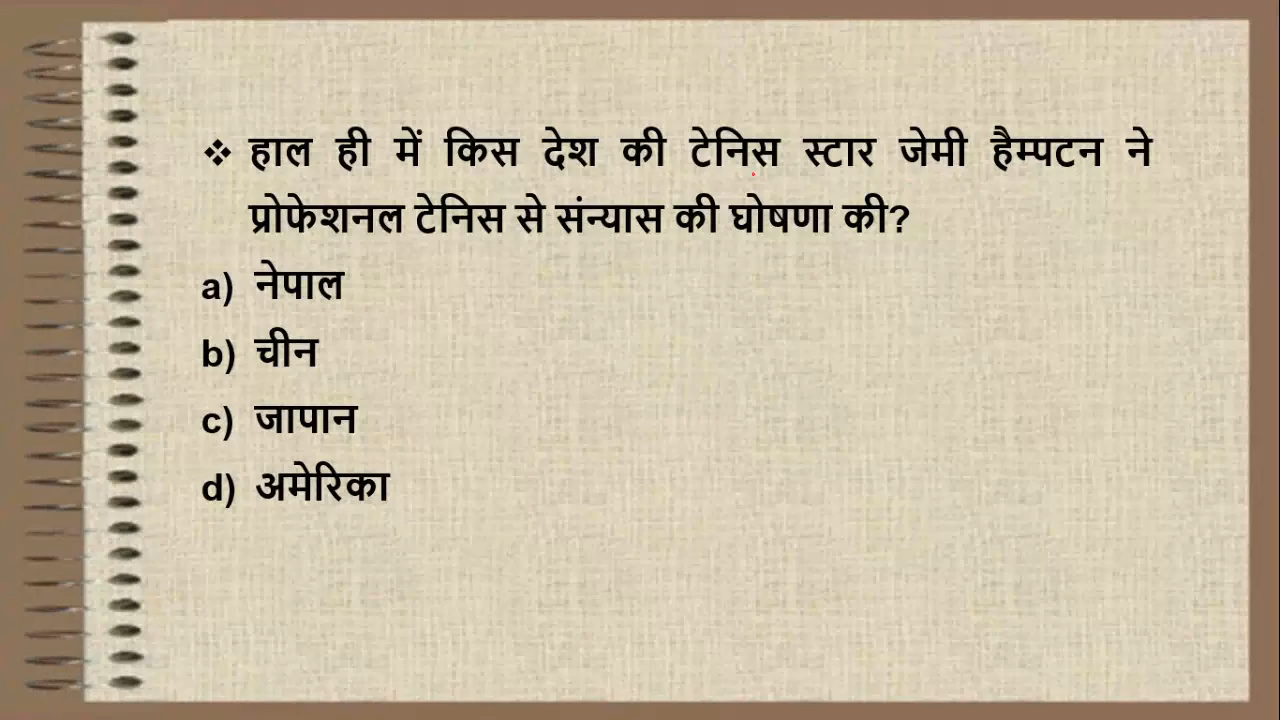 ❖ हाल ही में किस देश की टेनिस स्टार जेमी हैम्पटन ने
प्रोफेशनल टेनिस से संन्यास की घोषणा की?
a) नेपाल
b) चीन
c) जापान
d) अमेरिका